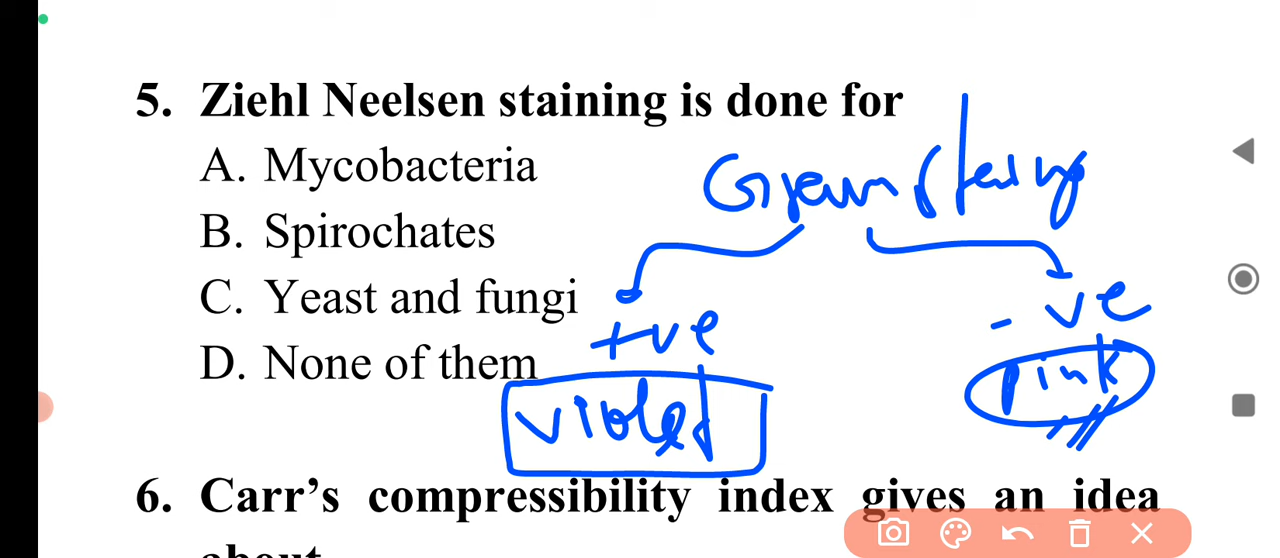 5. Ziehl Neelsen staining is done for
A. Mycobacteria
Gram
B. Spirochates
C. Yeast and fungi
+ve
- ve
D. None of them
violet
pink
6. Carr's compressibility index gives an idea
about